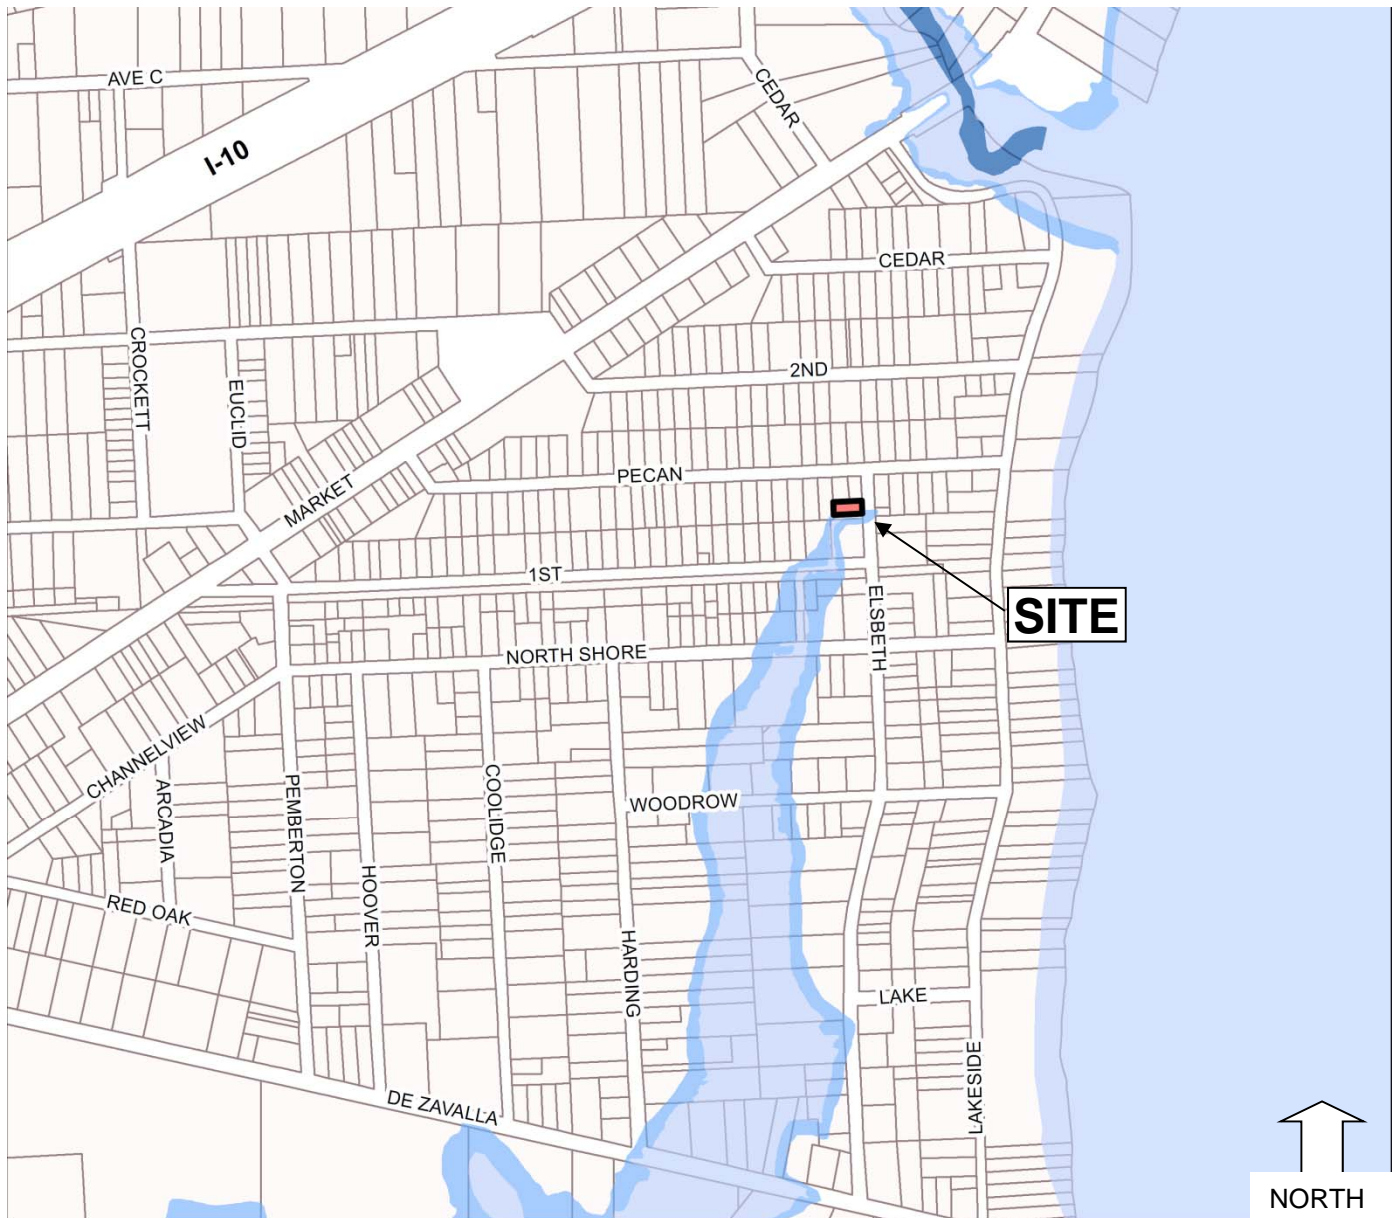 AVE C
CEDAR
I-10
CEDAR
CROCKETT
2ND
EUCLID
PECAN
MARKET
1ST
ELSBETH
SITE
NORTH SHORE
CHANNELVIEW
ARCADIA
PEMBERTON
COOLIDGE
WOODROW
HOOVER
RED OAK
HARDING
LAKE
LAKESIDE
DE ZAVALLA
NORTH